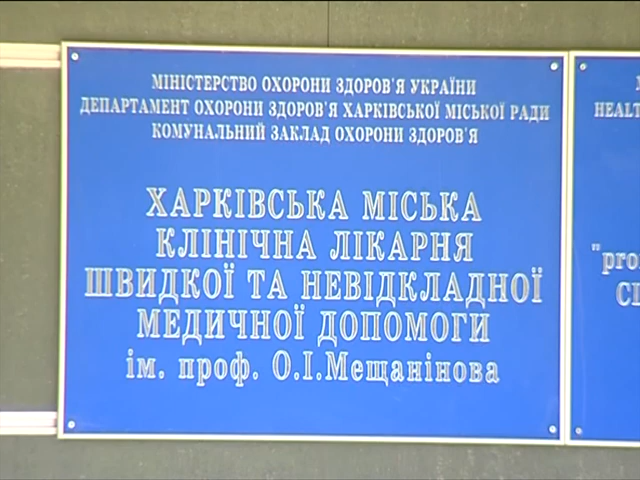 МІНІСТЕРСТВО ОХОРОНИ ЗДОРОВ'Я УКРАЇНИ
ДЕПАРТАМЕНТ ОХОРОНИ ЗДОРОВ'Я ХАРКІВСЬКОЇ МІСЬКОЇ РАДИ
КОМУНАЛЬНИЙ ЗАКЛАД ОХОРОНИ ЗДОРОВ'Я
ХАРКІВСЬКА МІСЬКА
КЛІНІЧНА ЛІКАРНЯ
ШВИДКОЇ ТА НЕВІДКЛАДНОЇ
МЕДИЧНОЇ ДОПОМОГИ
ім. проф. О.І.Мещанінова